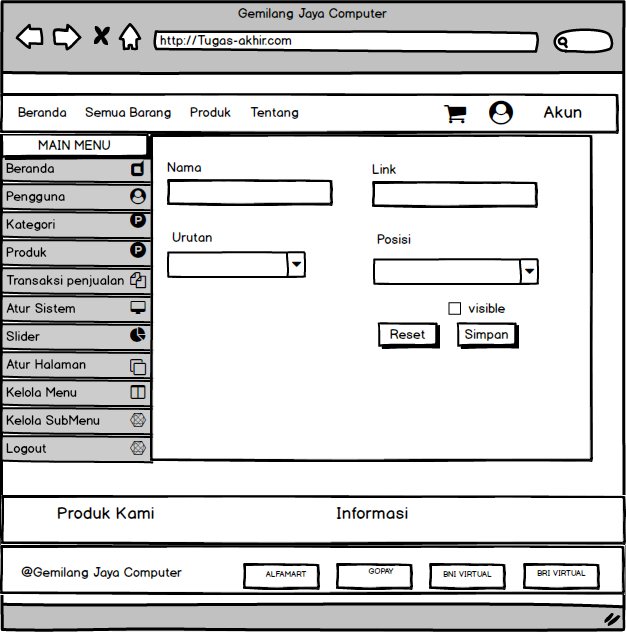 Gemilang Jaya Computer
http://Tugas-akhir.com
Beranda Semua Barang Produk Tentang Akun
MAIN MENU
Beranda
Pengguna
Kategori
Produk
Transaksi penjualan
Atur Sistem
Slider
Atur Halaman
Kelola Menu
Kelola SubMenu
Logout
Nama Link
Urutan Posisi
visible
Reset Simpan
Produk Kami Informasi
@Gemilang Jaya Computer ALFAMART GOPAY BNI VIRTUAL BRI VIRTUAL